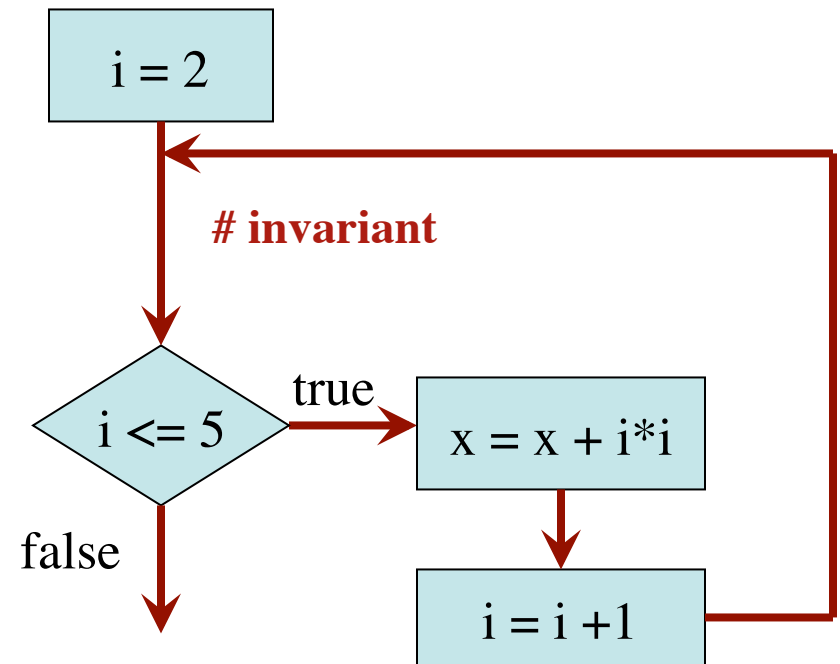 i = 2
# invariant
true
i <= 5
x = x + i*i
false
i = i +1